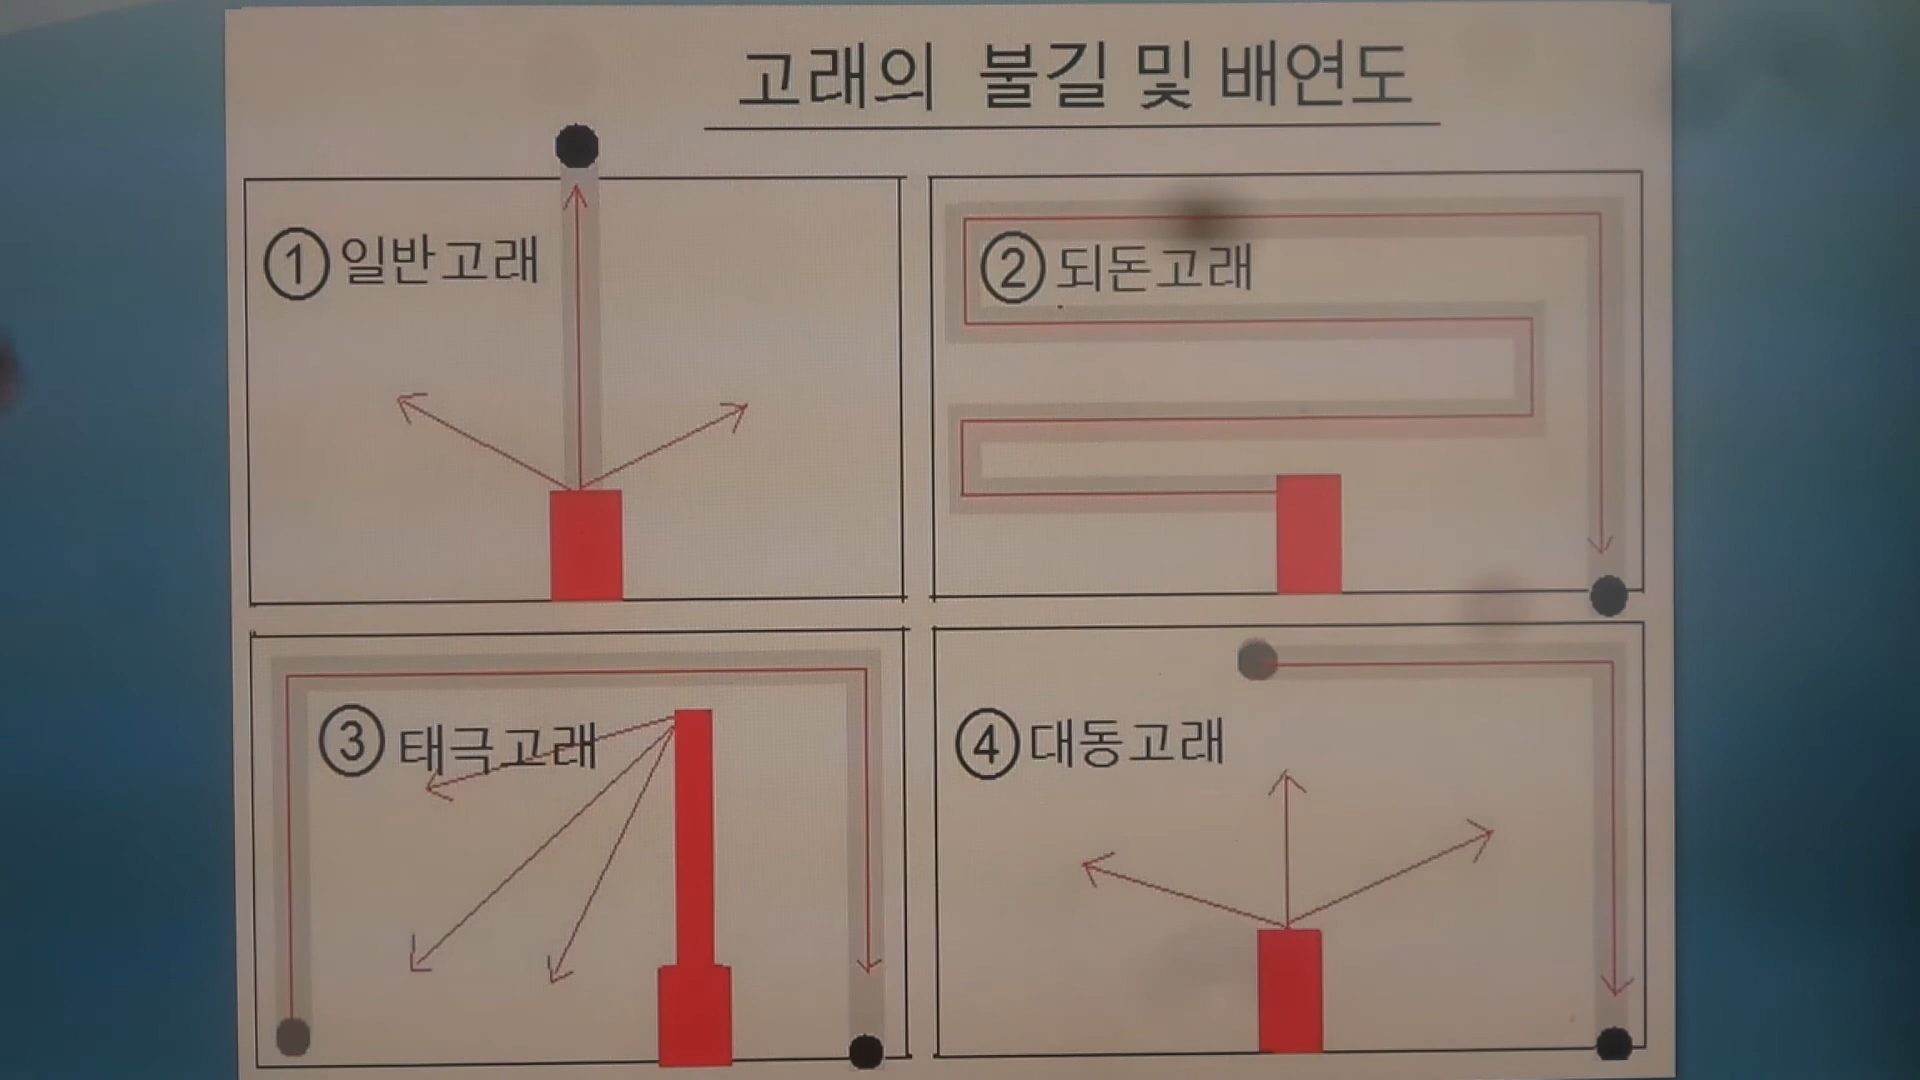 고래의 불길 및 배연도
① 일반고래
② 되돈고래
③ 태극고래
④ 대동고래